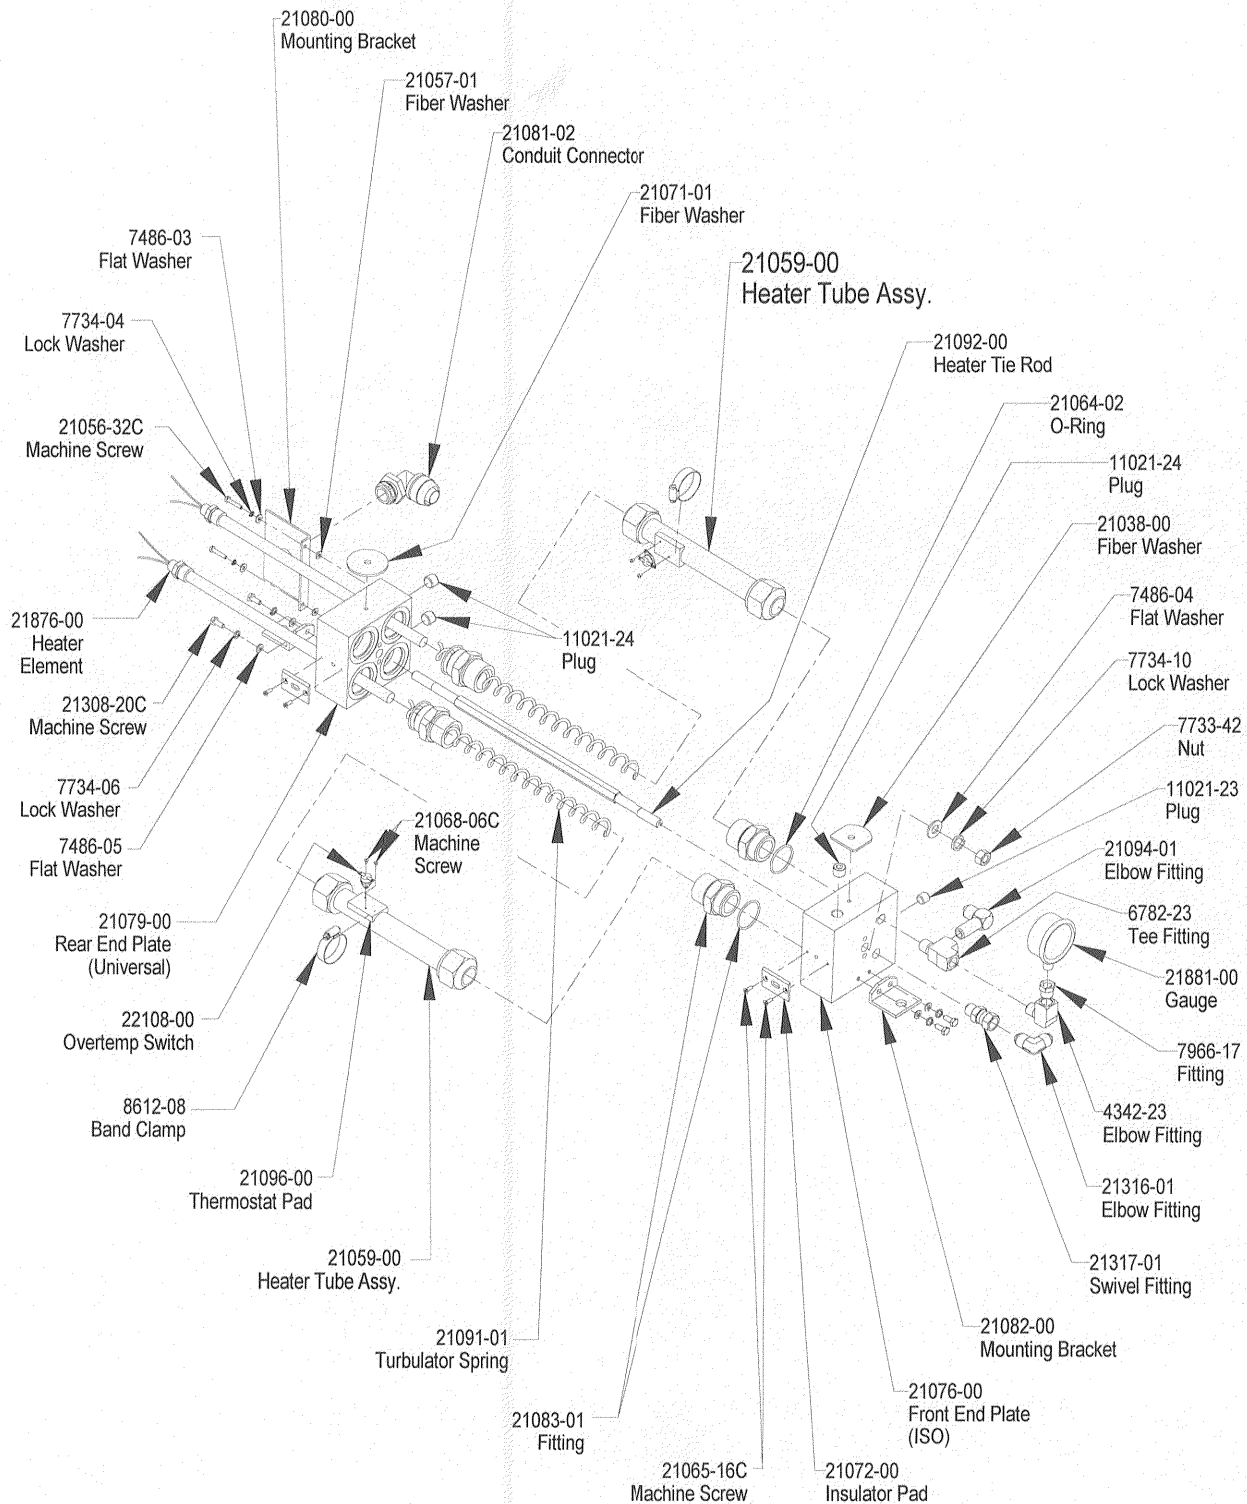 21080-00
Mounting Bracket
21057-01
Fiber Washer
21081-02
Conduit Connector
21071-01
Fiber Washer
7486-03
Flat Washer
21059-00
Heater Tube Assy.
7734-04
Lock Washer
21092-00
Heater Tie Rod
21064-02
O-Ring
21056-32C
Machine Screw
11021-24
Plug
21038-00
Fiber Washer
7486-04
Flat Washer
21876-00
Heater
Element
11021-24
Plug
7734-10
Lock Washer
21308-20C
Machine Screw
7733-42
Nut
7734-06
Lock Washer
11021-23
Plug
21068-06C
Machine
Screw
7486-05
Flat Washer
21094-01
Elbow Fitting
21079-00
Rear End Plate
(Universal)
6782-23
Tee Fitting
21881-00
Gauge
22108-00
Overtemp Switch
7966-17
Fitting
8612-08
Band Clamp
4342-23
Elbow Fitting
21096-00
Thermostat Pad
21316-01
Elbow Fitting
21059-00
Heater Tube Assy.
21317-01
Swivel Fitting
21091-01
Turbulator Spring
21082-00
Mounting Bracket
21076-00
Front End Plate
(ISO)
21083-01
Fitting
21065-16C
Machine Screw
21072-00
Insulator Pad